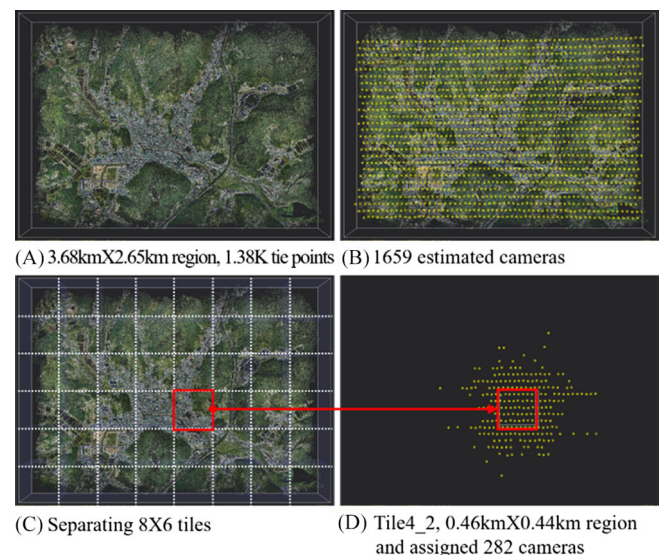 (A) 3.68kmX2.65km region, 1.38K tie points
(B) 1659 estimated cameras
(C) Separating 8X6 tiles
(D) Tile4_2, 0.46kmX0.44km region
and assigned 282 cameras